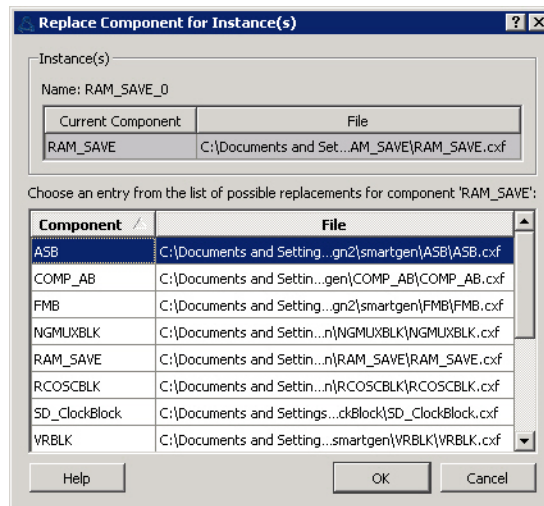 Replace Component for Instance(s)
Instance(s)
Name: RAM_SAVE_0
Current Component File
RAM_SAVE C:\Documents and Set...AM_SAVE\RAM_SAVE.cxf
Choose an entry from the list of possible replacements for component 'RAM_SAVE':
Component File
ASB C:\Documents and Setting...gn2\smartgen\ASB\ASB.cxf
COMP_AB C:\Documents and Settin...gen\COMP_AB\COMP_AB.cxf
FMB C:\Documents and Setting...gn2\smartgen\FMB\FMB.cxf
NGMUXBLK C:\Documents and Settin...n\NGMUXBLK\NGMUXBLK.cxf
RAM_SAVE C:\Documents and Settin...n\RAM_SAVE\RAM_SAVE.cxf
RCOSCBLK C:\Documents and Settin...n\RCOSCBLK\RCOSCBLK.cxf
SD_ClockBlock C:\Documents and Settings...ckBlock\SD_ClockBlock.cxf
VRBLK C:\Documents and Setting...smartgen\VRBLK\VRBLK.cxf
Help OK Cancel